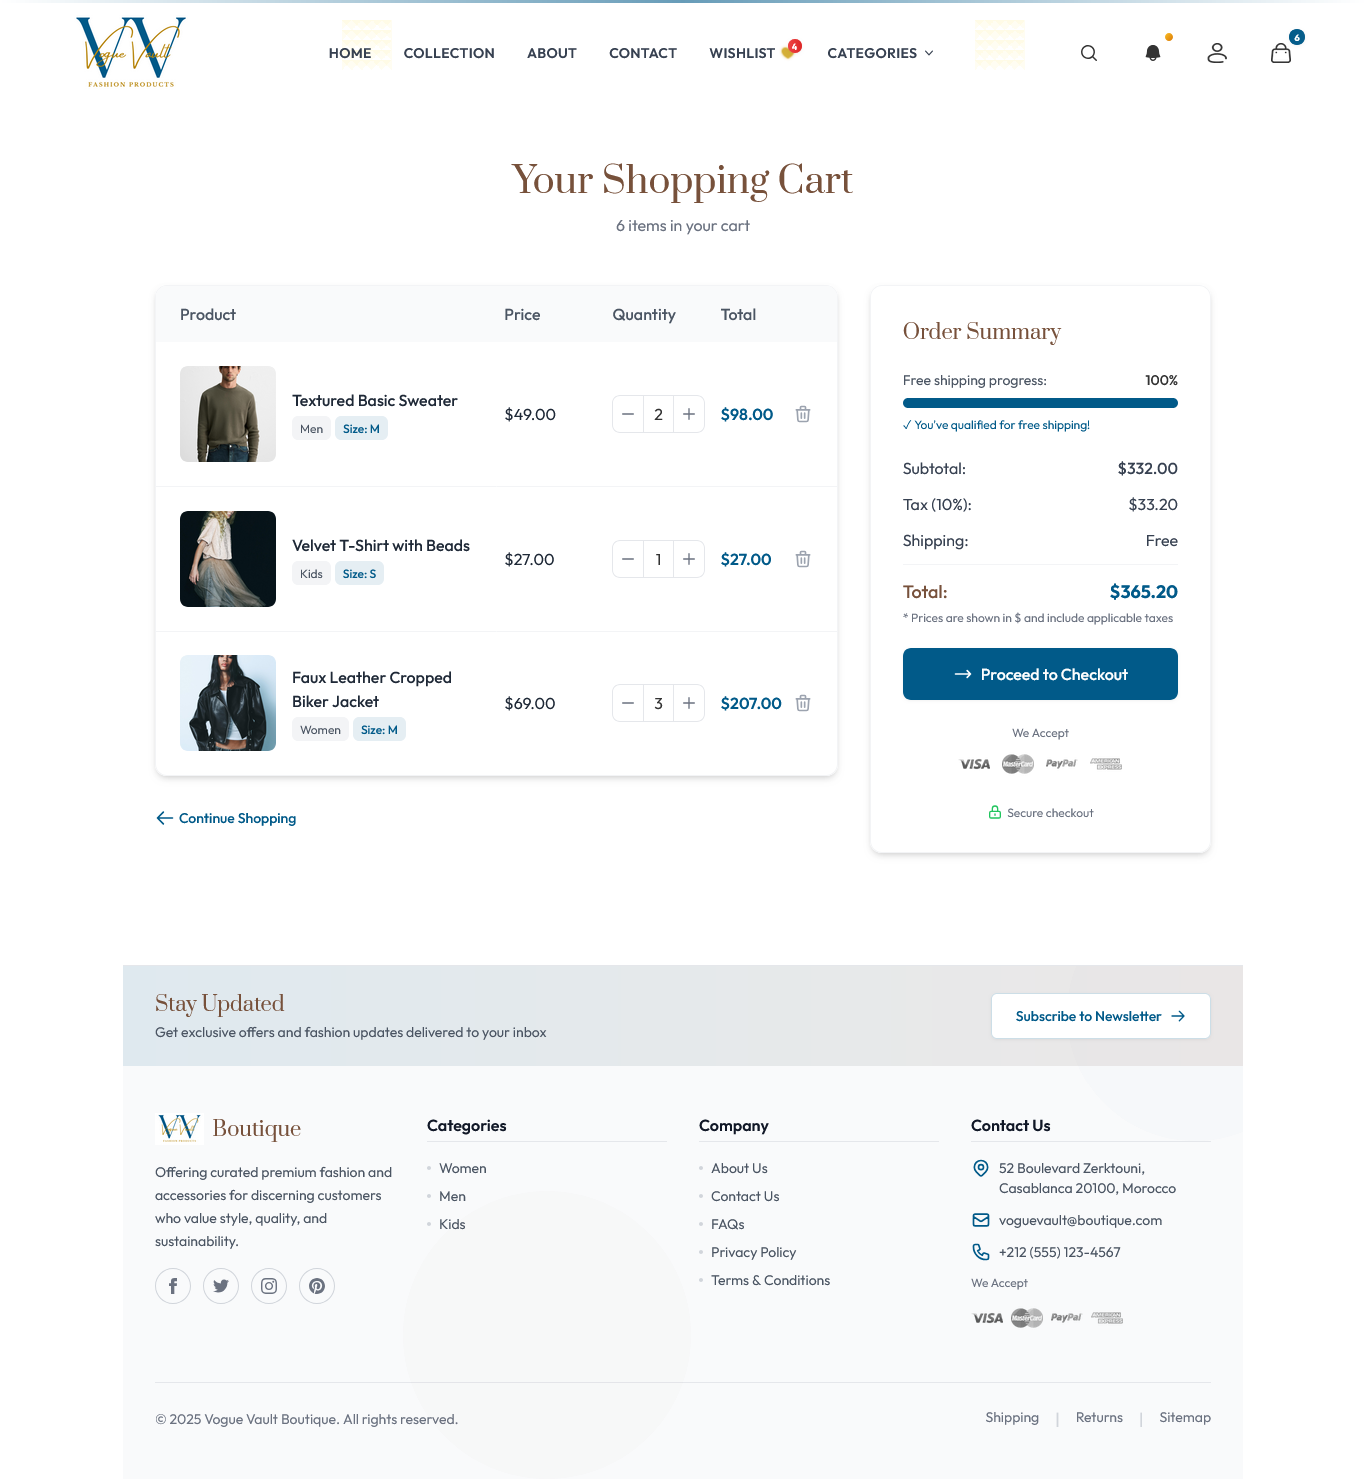 Vogue Vault
FASHION PRODUCTS
HOME
COLLECTION
ABOUT
CONTACT
WISHLIST
4
CATEGORIES
6
Your Shopping Cart
6 items in your cart
Product
Price
Quantity
Total
Textured Basic Sweater
Men
Size: M
$49.00
2
$98.00
Velvet T-Shirt with Beads
Kids
Size: S
$27.00
1
$27.00
Faux Leather Cropped
Biker Jacket
Women
Size: M
$69.00
3
$207.00
Continue Shopping
Order Summary
Free shipping progress:
100%
✓ You've qualified for free shipping!
Subtotal:
$332.00
Tax (10%):
$33.20
Shipping:
Free
Total:
$365.20
* Prices are shown in $ and include applicable taxes
Proceed to Checkout
We Accept
VISA
MasterCard
PayPal
AMERICAN
EXPRESS
Secure checkout
Stay Updated
Get exclusive offers and fashion updates delivered to your inbox
Subscribe to Newsletter
Boutique
Offering curated premium fashion and
accessories for discerning customers
who value style, quality, and
sustainability.
Categories
Women
Men
Kids
Company
About Us
Contact Us
FAQs
Privacy Policy
Terms & Conditions
Contact Us
52 Boulevard Zerktouni,
Casablanca 20100, Morocco
voguevault@boutique.com
+212 (555) 123-4567
We Accept
VISA
MasterCard
PayPal
AMERICAN
EXPRESS
© 2025 Vogue Vault Boutique. All rights reserved.
Shipping
|
Returns
|
Sitemap